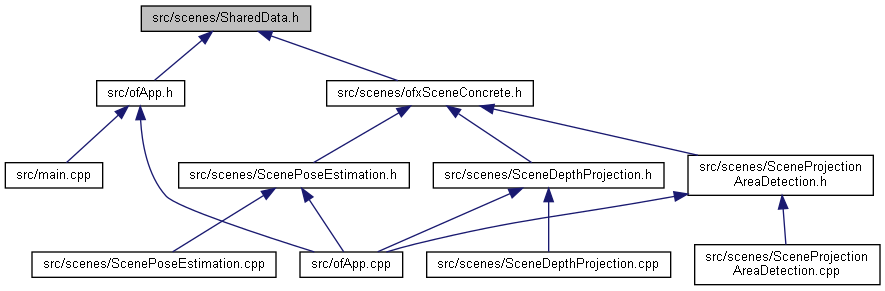 src/scenes/SharedData.h
src/ofApp.h
src/scenes/ofxSceneConcrete.h
src/main.cpp
src/scenes/ScenePoseEstimation.h
src/scenes/SceneDepthProjection.h
src/scenes/SceneProjection
AreaDetection.h
src/scenes/ScenePoseEstimation.cpp
src/ofApp.cpp
src/scenes/SceneDepthProjection.cpp
src/scenes/SceneProjection
AreaDetection.cpp